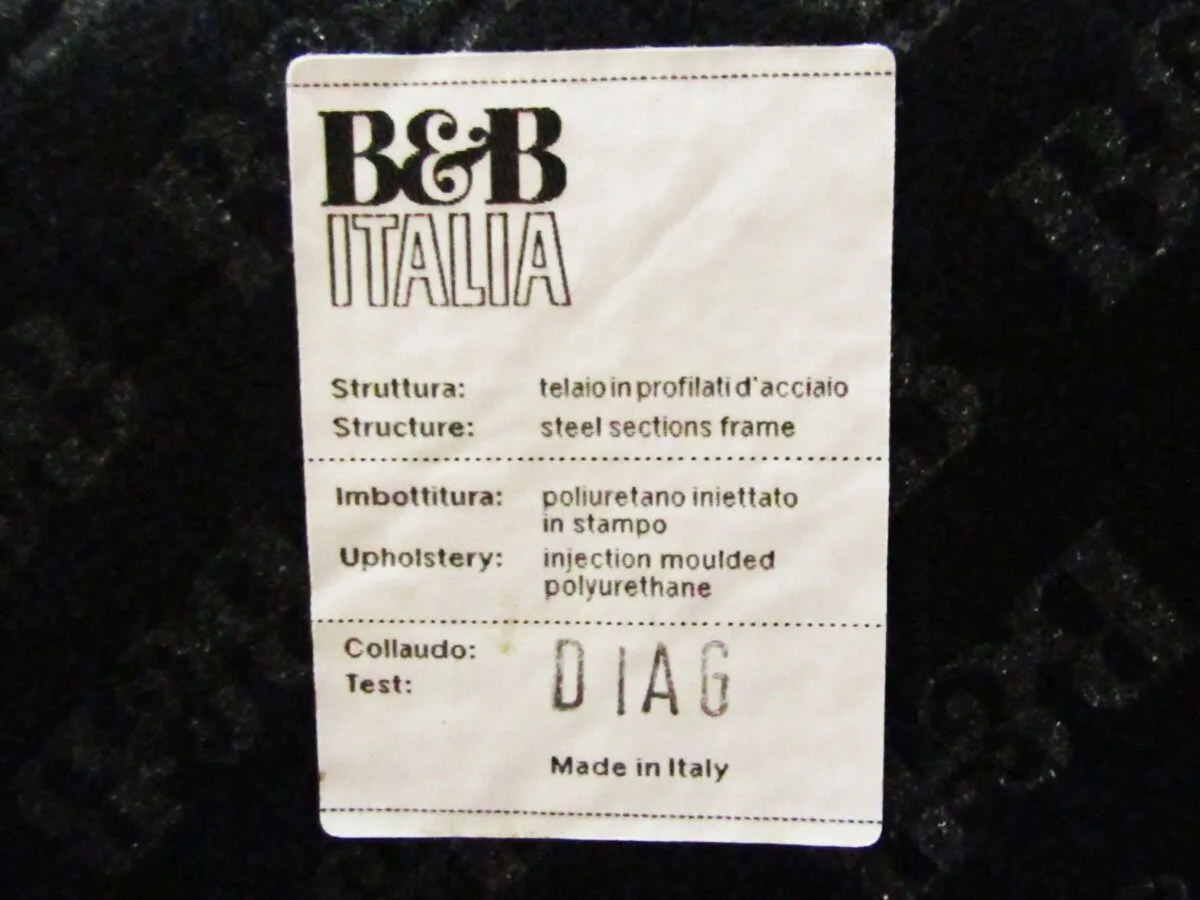 B&B
ITALIA
Struttura: telaio in profilati d'acciaio
Structure: steel sections frame
Imbottitura: poliuretano iniettato
in stampo
Upholstery: injection moulded
polyurethane
Collaudo:
Test: DIAG
Made in Italy